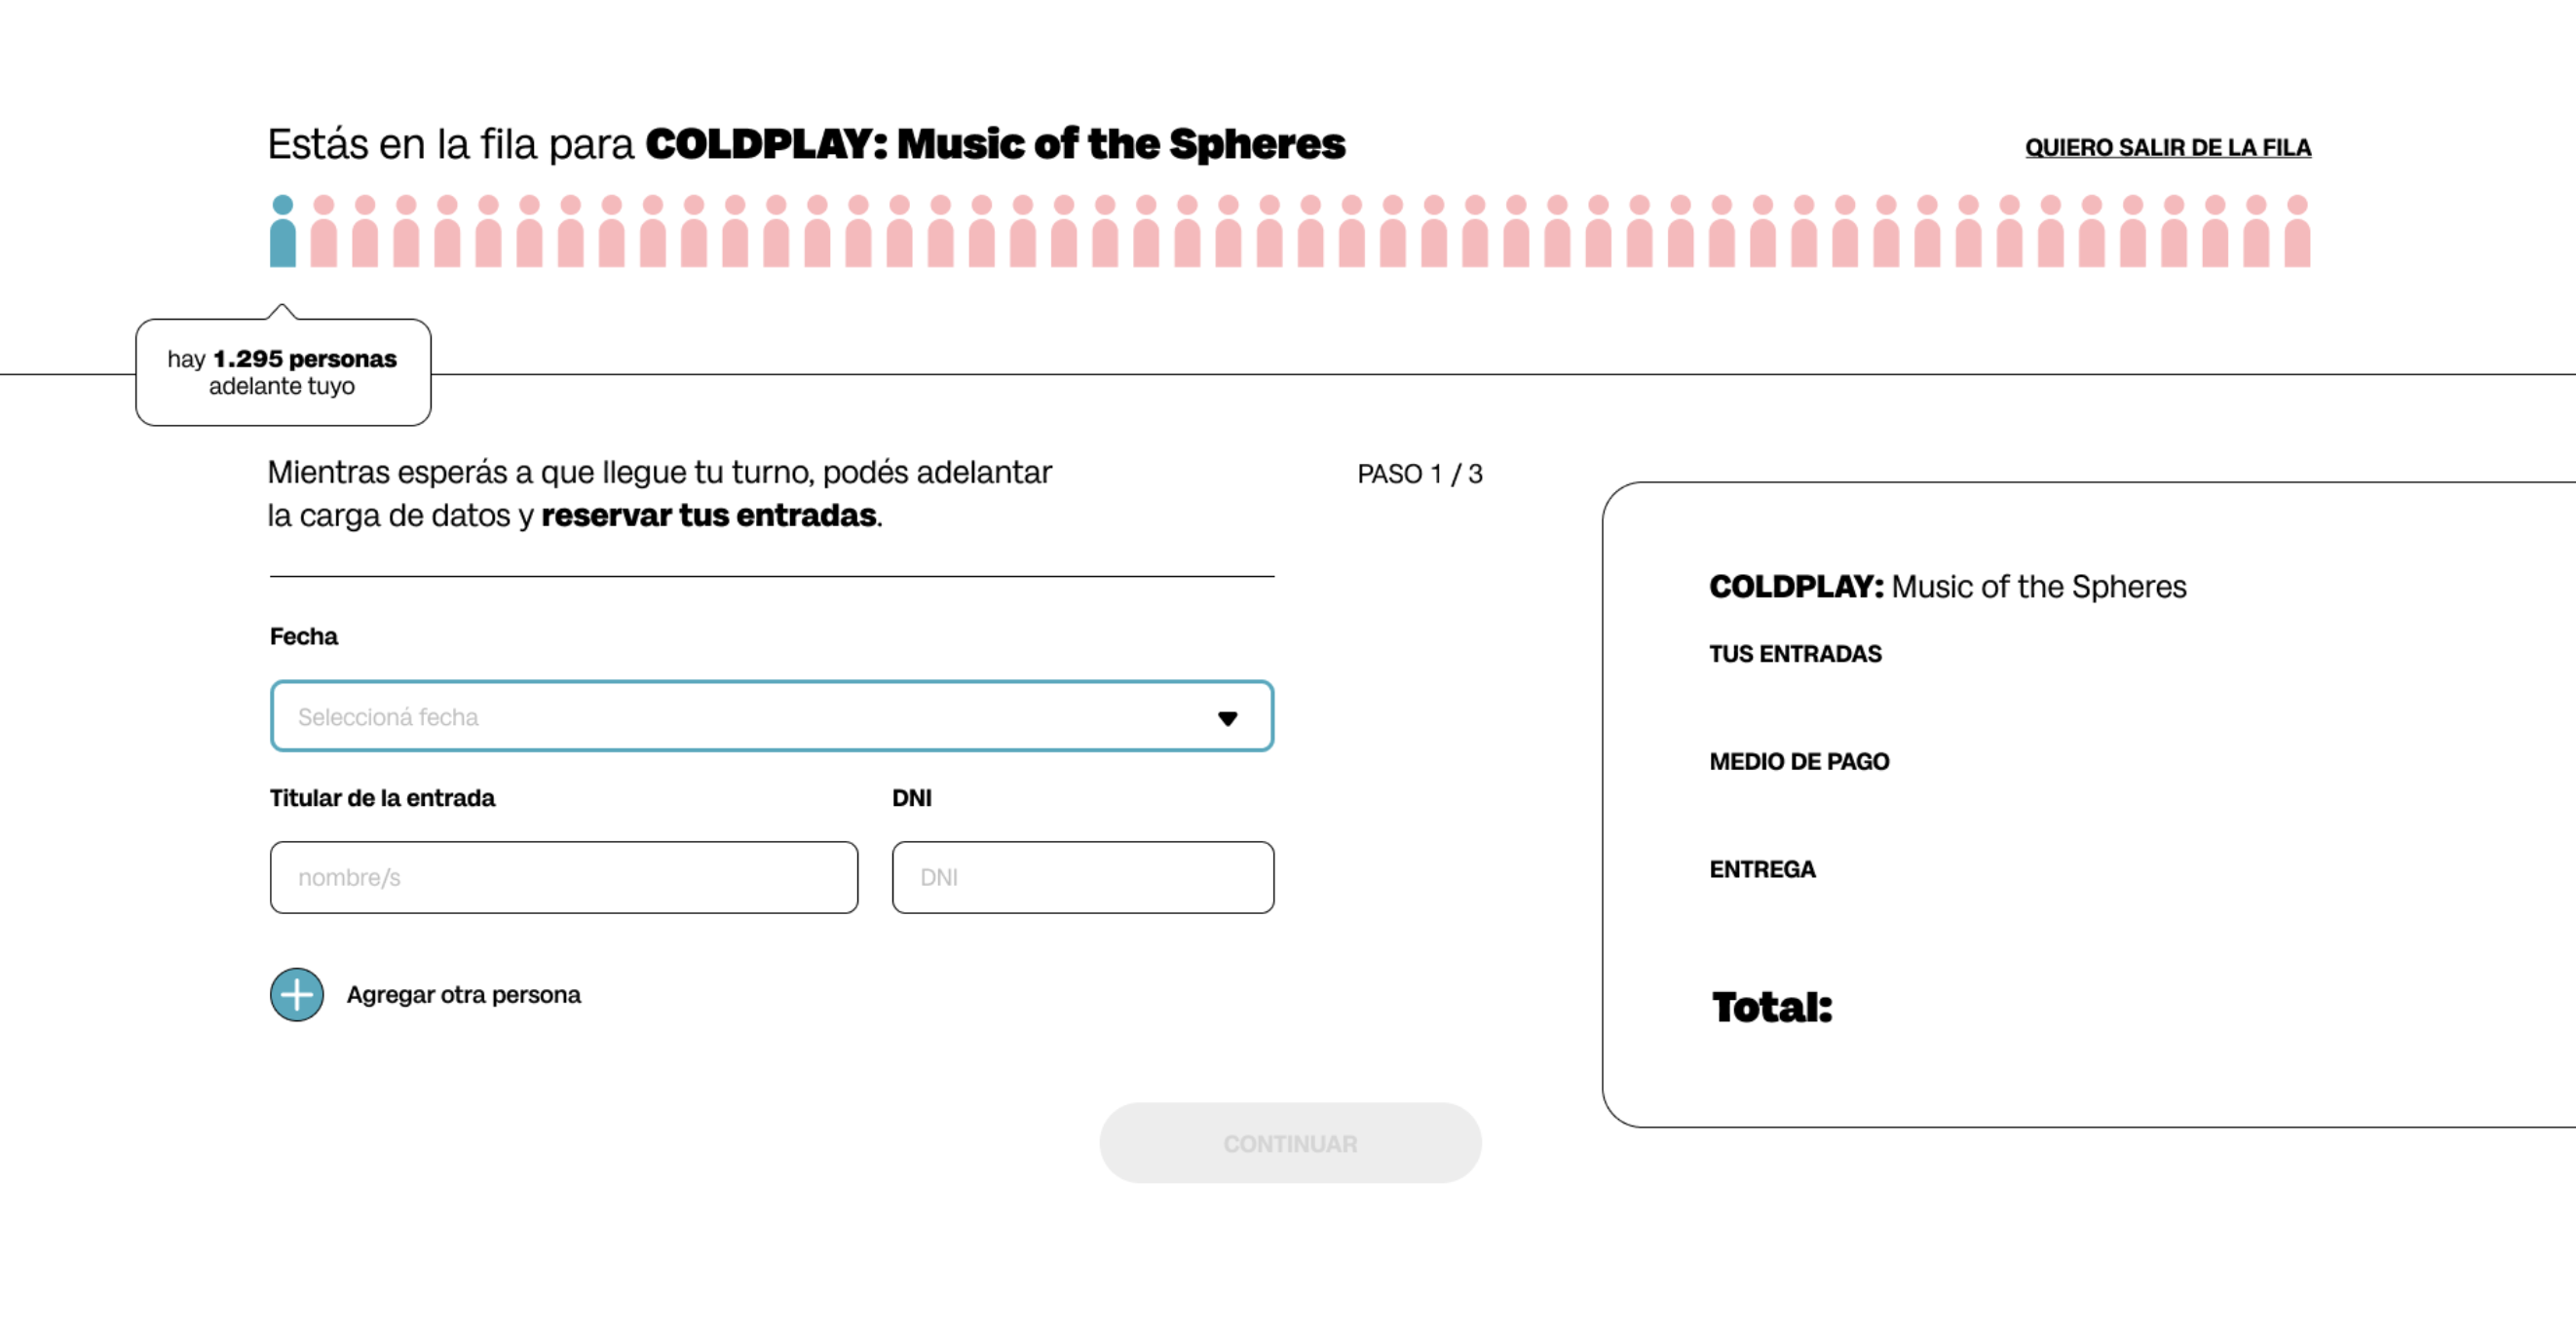 Estás en la fila para COLDPLAY: Music of the Spheres
QUIERO SALIR DE LA FILA
hay 1.295 personas
adelante tuyo
Mientras esperás a que llegue tu turno, podés adelantar
la carga de datos y reservar tus entradas.
PASO 1 / 3
Fecha
Seleccioná fecha
Titular de la entrada
DNI
nombre/s
DNI
Agregar otra persona
CONTINUAR
COLDPLAY: Music of the Spheres
TUS ENTRADAS
MEDIO DE PAGO
ENTREGA
Total: